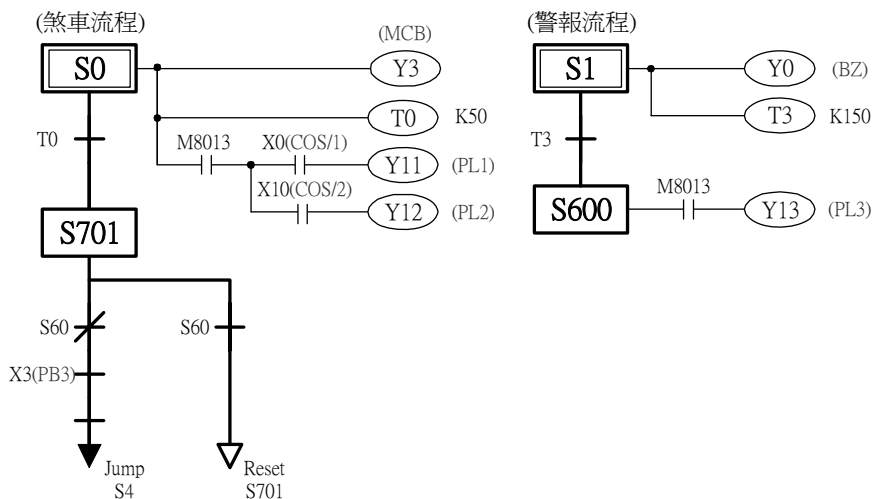 (煞車流程)
S0
(MCB)
Y3
T0 K50
T0
M8013
X0(COS/1)
Y11 (PL1)
X10(COS/2)
Y12 (PL2)
S701
S60
S60
X3(PB3)
Jump
S4
Reset
S701
(警報流程)
S1
Y0 (BZ)
T3 K150
T3
S600
M8013
Y13 (PL3)